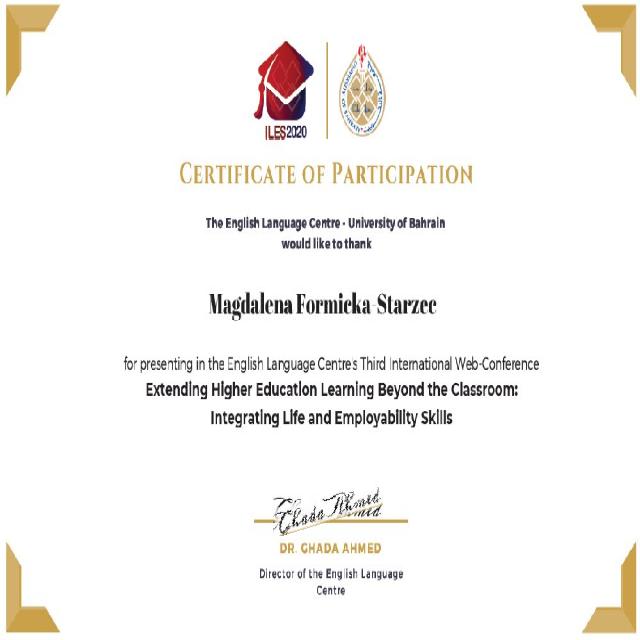 ILES2020
CERTIFICATE OF PARTICIPATION
The English Language Centre - University of Bahrain
would like to thank
Magdalena Formicka-Starzec
for presenting in the English Language Centre's Third International Web-Conference
Extending Higher Education Learning Beyond the Classroom:
Integrating Life and Employability Skills
Ghada Ahmed
DR. GHADA AHMED
Director of the English Language
Centre